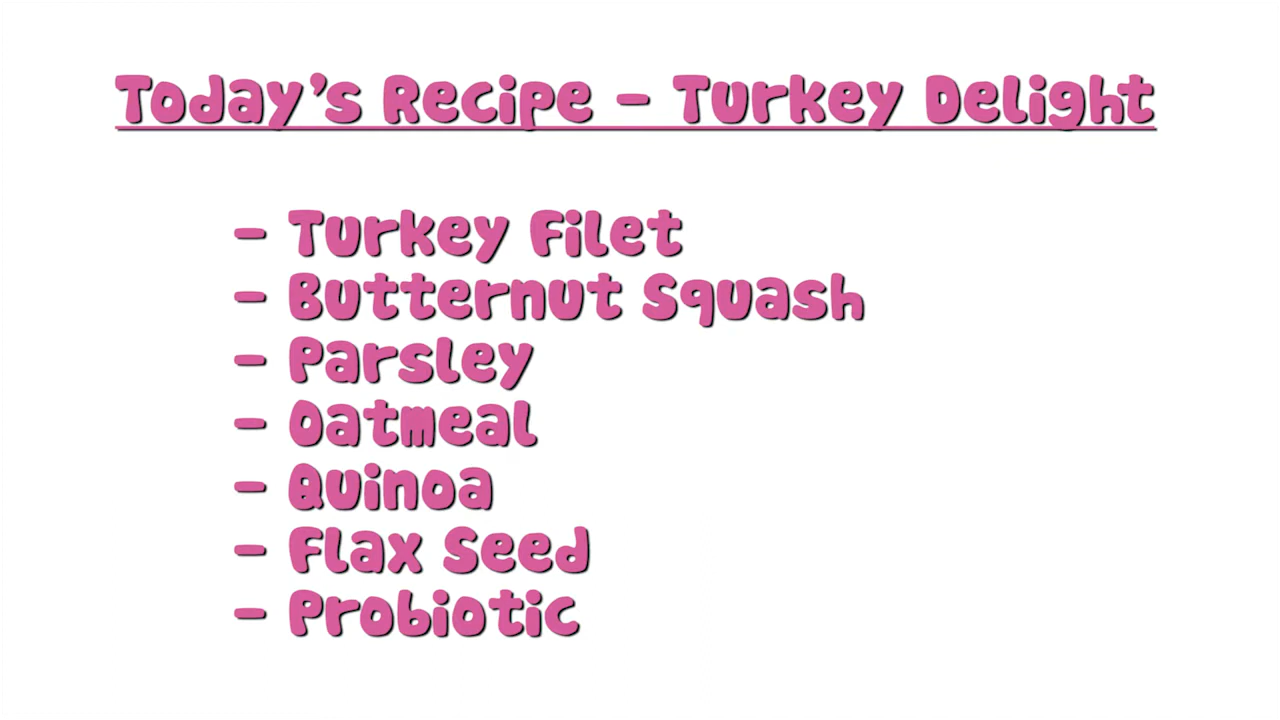 Today's Recipe - Turkey Delight
- Turkey Filet
- Butternut Squash
- Parsley
- Oatmeal
- Quinoa
- Flax Seed
- Probiotic